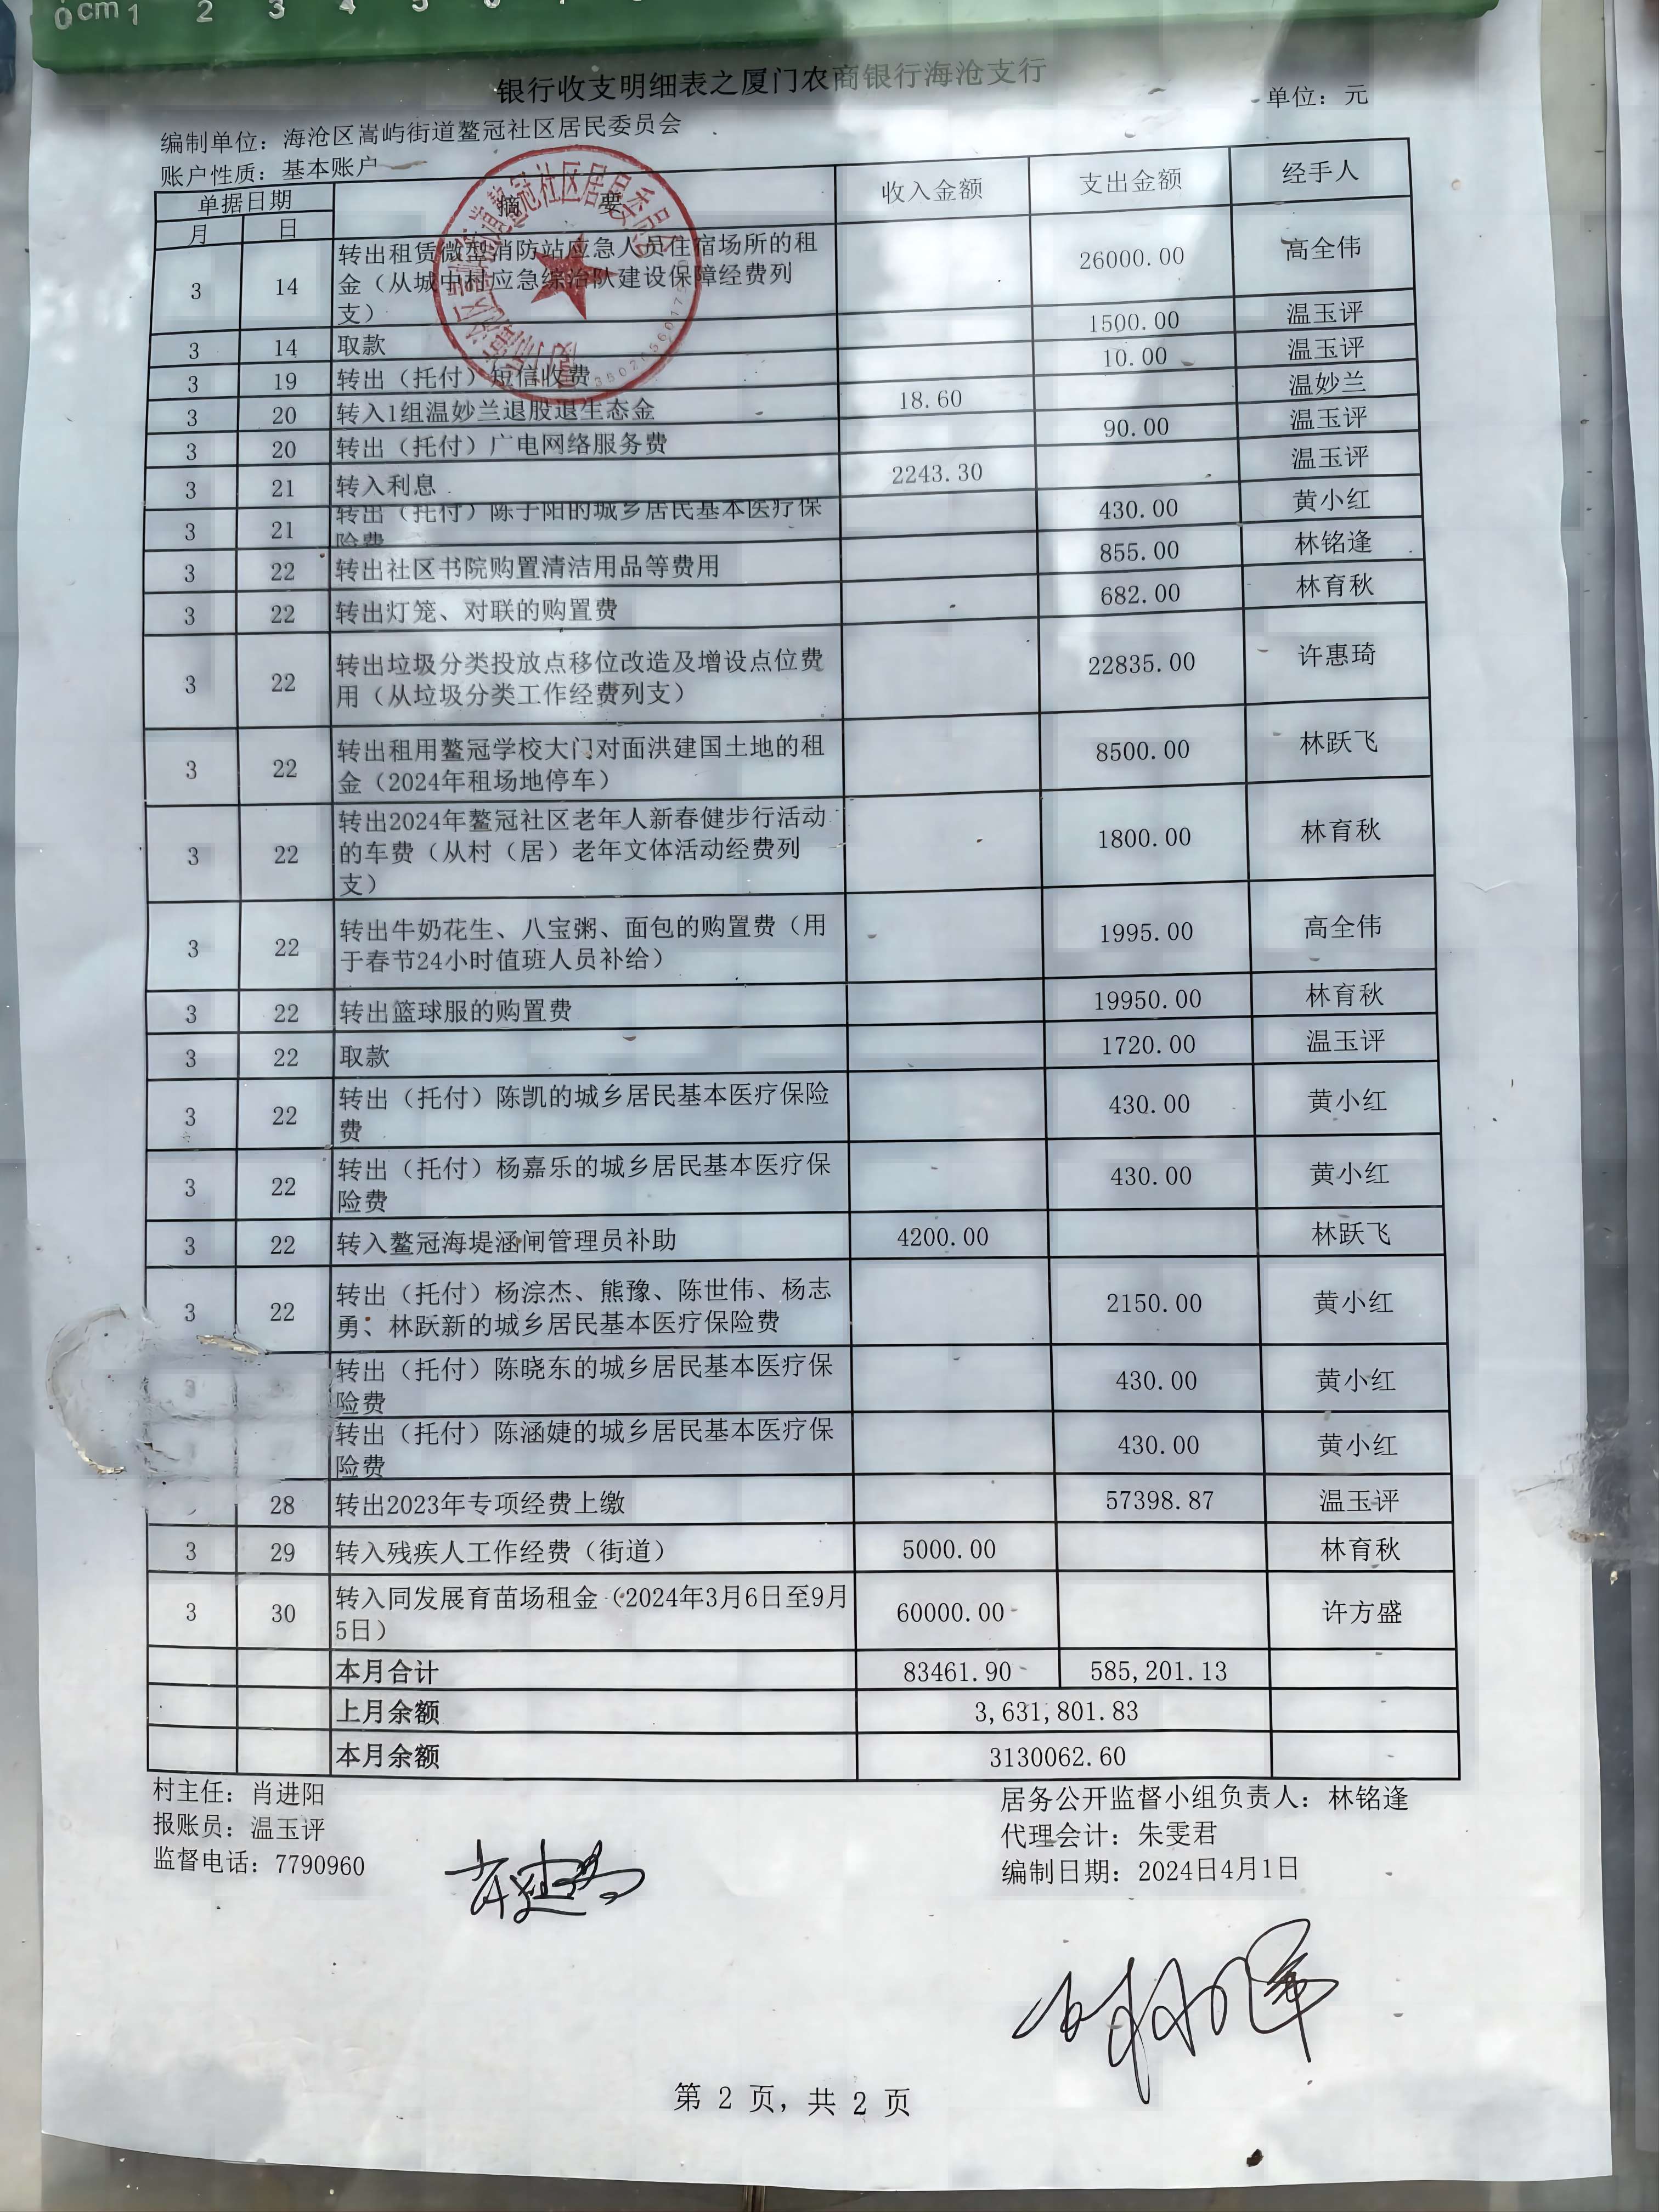 0cm 1 2 3 4 5 6
银行收支明细表之厦门农商银行海沧支行
单位：元
编制单位：海沧区嵩屿街道鳌冠社区居民委员会
账户性质：基本账户
单据日期 摘 要 收入金额 支出金额 经手人
月 日
3 14 转出租赁微型消防站应急人员住宿场所的租 26000.00 高全伟
金（从城中村应急综治队建设保障经费列
支）
3 14 取款 1500.00 温玉评
3 19 转出（托付）短信收费 10.00 温玉评
3 20 转入1组温妙兰退股退生态金 18.60 温妙兰
3 20 转出（托付）广电网络服务费 90.00 温玉评
3 21 转入利息 2243.30 温玉评
3 21 转出（托付）陈子阳的城乡居民基本医疗保 430.00 黄小红
险费
3 22 转出社区书院购置清洁用品等费用 855.00 林铭逢
3 22 转出灯笼、对联的购置费 682.00 林育秋
3 22 转出垃圾分类投放点移位改造及增设点位费 22835.00 许惠琦
用（从垃圾分类工作经费列支）
3 22 转出租用鳌冠学校大门对面洪建国土地的租 8500.00 林跃飞
金（2024年租场地停车）
3 22 转出2024年鳌冠社区老年人新春健步行活动 1800.00 林育秋
的车费（从村（居）老年文体活动经费列
支）
3 22 转出牛奶花生、八宝粥、面包的购置费（用 1995.00 高全伟
于春节24小时值班人员补给）
3 22 转出篮球服的购置费 19950.00 林育秋
3 22 取款 1720.00 温玉评
3 22 转出（托付）陈凯的城乡居民基本医疗保险 430.00 黄小红
费
3 22 转出（托付）杨嘉乐的城乡居民基本医疗保 430.00 黄小红
险费
3 22 转入鳌冠海堤涵闸管理员补助 4200.00 林跃飞
3 22 转出（托付）杨淙杰、熊豫、陈世伟、杨志 2150.00 黄小红
勇、林跃新的城乡居民基本医疗保险费
3 转出（托付）陈晓东的城乡居民基本医疗保 430.00 黄小红
险费
转出（托付）陈涵婕的城乡居民基本医疗保 430.00 黄小红
险费
28 转出2023年专项经费上缴 57398.87 温玉评
3 29 转入残疾人工作经费（街道） 5000.00 林育秋
3 30 转入同发展育苗场租金（2024年3月6日至9月 60000.00 许方盛
5日）
本月合计 83461.90 585,201.13
上月余额 3,631,801.83
本月余额 3130062.60
村主任：肖进阳 居务公开监督小组负责人：林铭逢
报账员：温玉评 代理会计：朱雯君
监督电话：7790960 编制日期：2024日4月1日
第 2 页，共 2 页